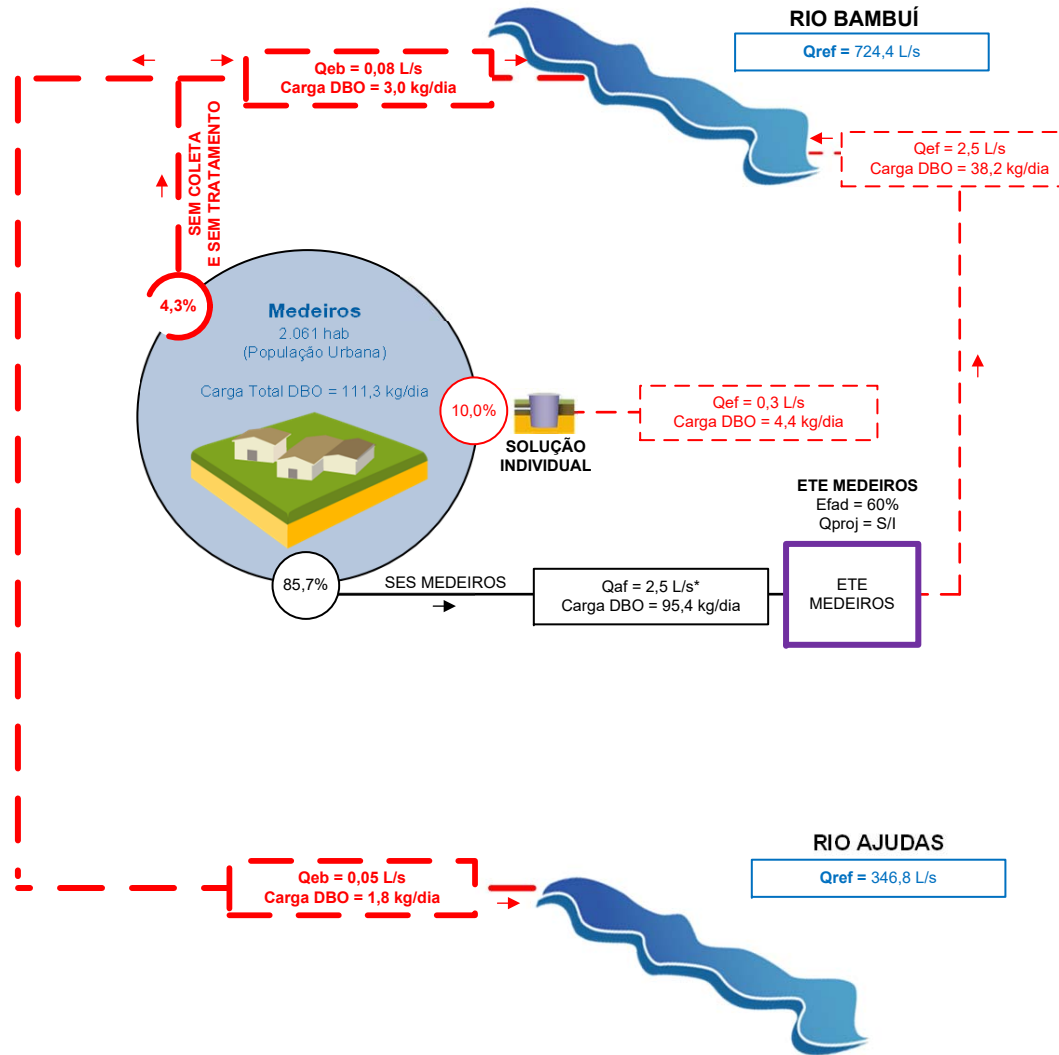 RIO BAMBUÍ
Qref = 724,4 L/s
Qeb = 0,08 L/s
Carga DBO = 3,0 kg/dia
Qef = 2,5 L/s
Carga DBO = 38,2 kg/dia
SEM COLETA
E SEM TRATAMENTO
4,3%
Medeiros
2.061 hab
(População Urbana)
Carga Total DBO = 111,3 kg/dia
10,0%
SOLUÇÃO
INDIVIDUAL
Qef = 0,3 L/s
Carga DBO = 4,4 kg/dia
ETE MEDEIROS
Efad = 60%
Qproj = S/I
85,7%
SES MEDEIROS
Qaf = 2,5 L/s*
Carga DBO = 95,4 kg/dia
ETE
MEDEIROS
RIO AJUDAS
Qref = 346,8 L/s
Qeb = 0,05 L/s
Carga DBO = 1,8 kg/dia